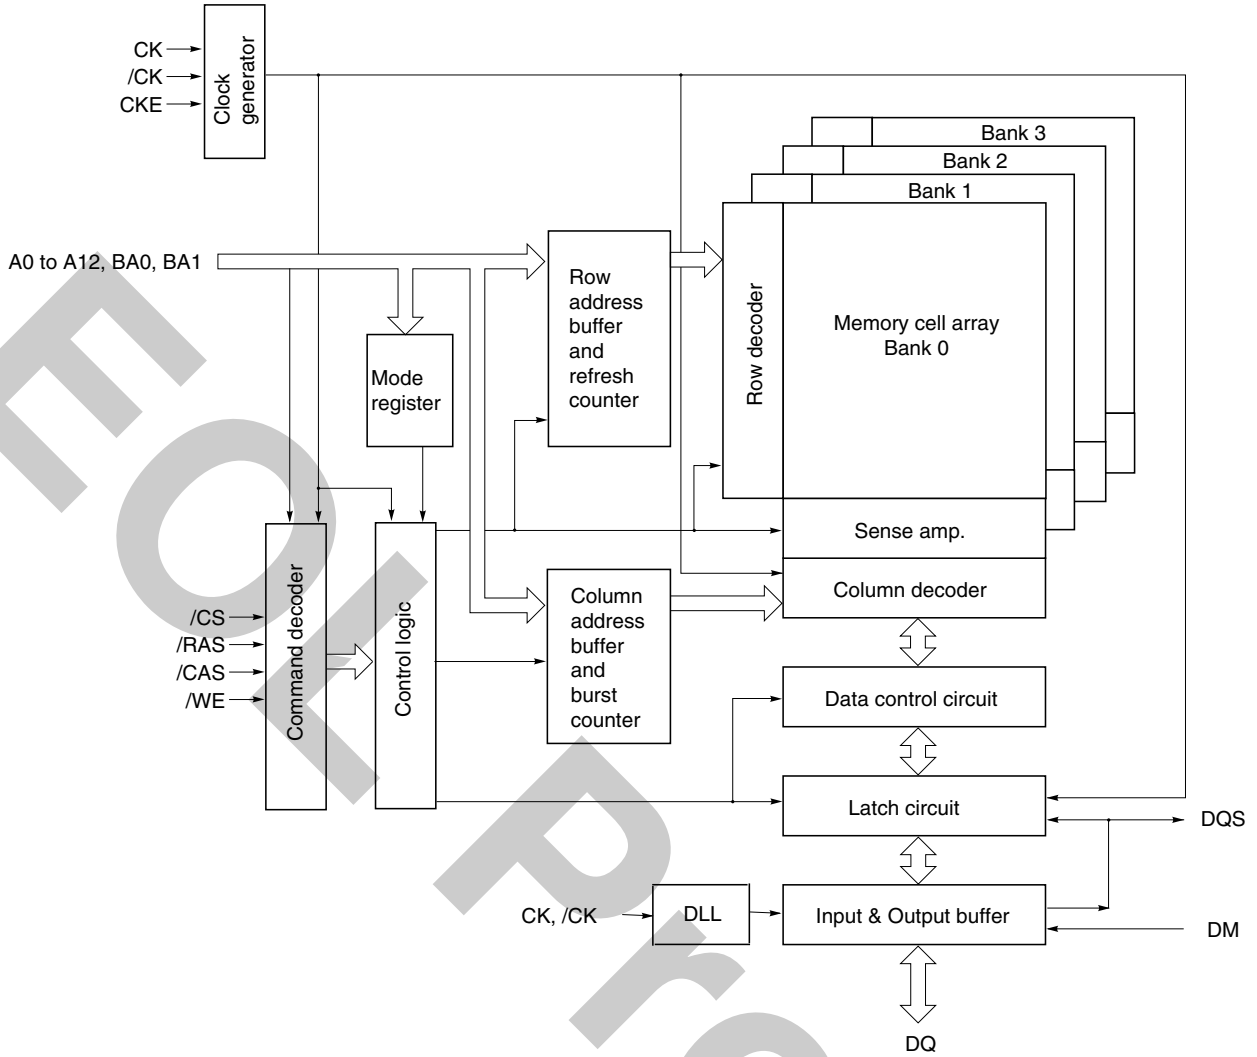 CK
/CK
CKE
Clock
generator
Bank 3
Bank 2
Bank 1
A0 to A12, BA0, BA1
Row
address
buffer
and
refresh
counter
Row decoder
Memory cell array
Bank 0
Mode
register
Sense amp.
Column decoder
/CS
/RAS
/CAS
/WE
Command decoder
Control logic
Column
address
buffer
and
burst
counter
Data control circuit
Latch circuit
DQS
CK, /CK
DLL
Input & Output buffer
DM
DQ
EOL Pro